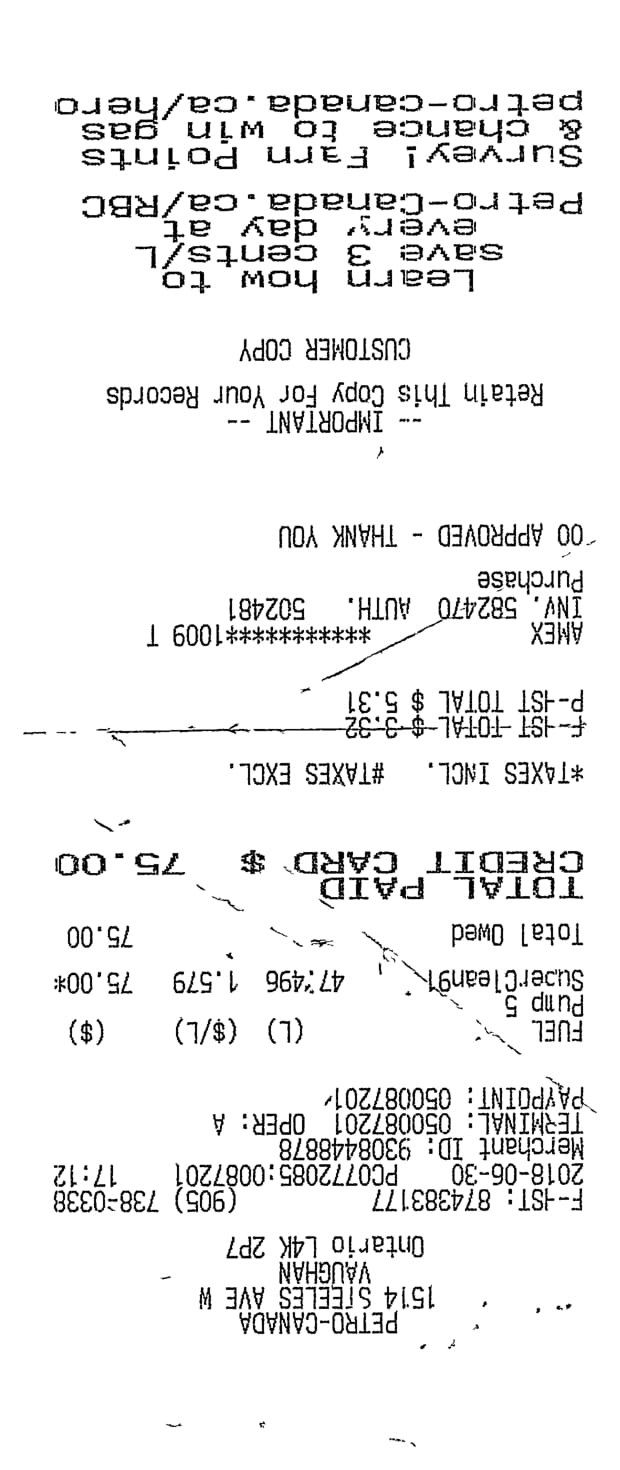 PETRO-CANADA
1514 STEELES AVE W
VAUGHAN
Ontario L4K 2P7
F-HST: 874383177 (905) 738-0338
2018-06-30 PC0772085:0087201 17:12
Merchant ID: 9308448878
TERMINAL: 050087201 OPER: A
PAYPOINT: 050087201
FUEL (L) ($/L) ($)
Pump 5
SuperClean91 47.496 1.579 75.00*
Total Owed 75.00
TOTAL PAID
CREDIT CARD $ 75.00
*TAXES INCL. #TAXES EXCL.
F-HST TOTAL $ 3.32
P-HST TOTAL $ 5.31
AMEX ***********1009 T
INV. 582470 AUTH. 502481
Purchase
00 APPROVED - THANK YOU
-- IMPORTANT --
Retain This Copy For Your Records
CUSTOMER COPY
Learn how to
save 3 cents/L
every day at
Petro-Canada.ca/RBC
Survey! Earn Points
& chance to win gas
petro-canada.ca/hero